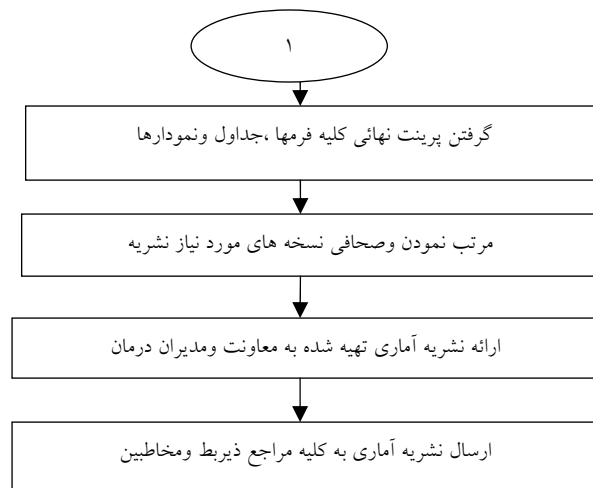 ۱
گرفتن پرینت نهائی کلیه فرمها ،جداول ونمودارها
مرتب نمودن وصحافی نسخه های مورد نیاز نشریه
ارائه نشریه آماری تهیه شده به معاونت ومدیران درمان
ارسال نشریه آماری به کلیه مراجع ذیربط ومخاطبین